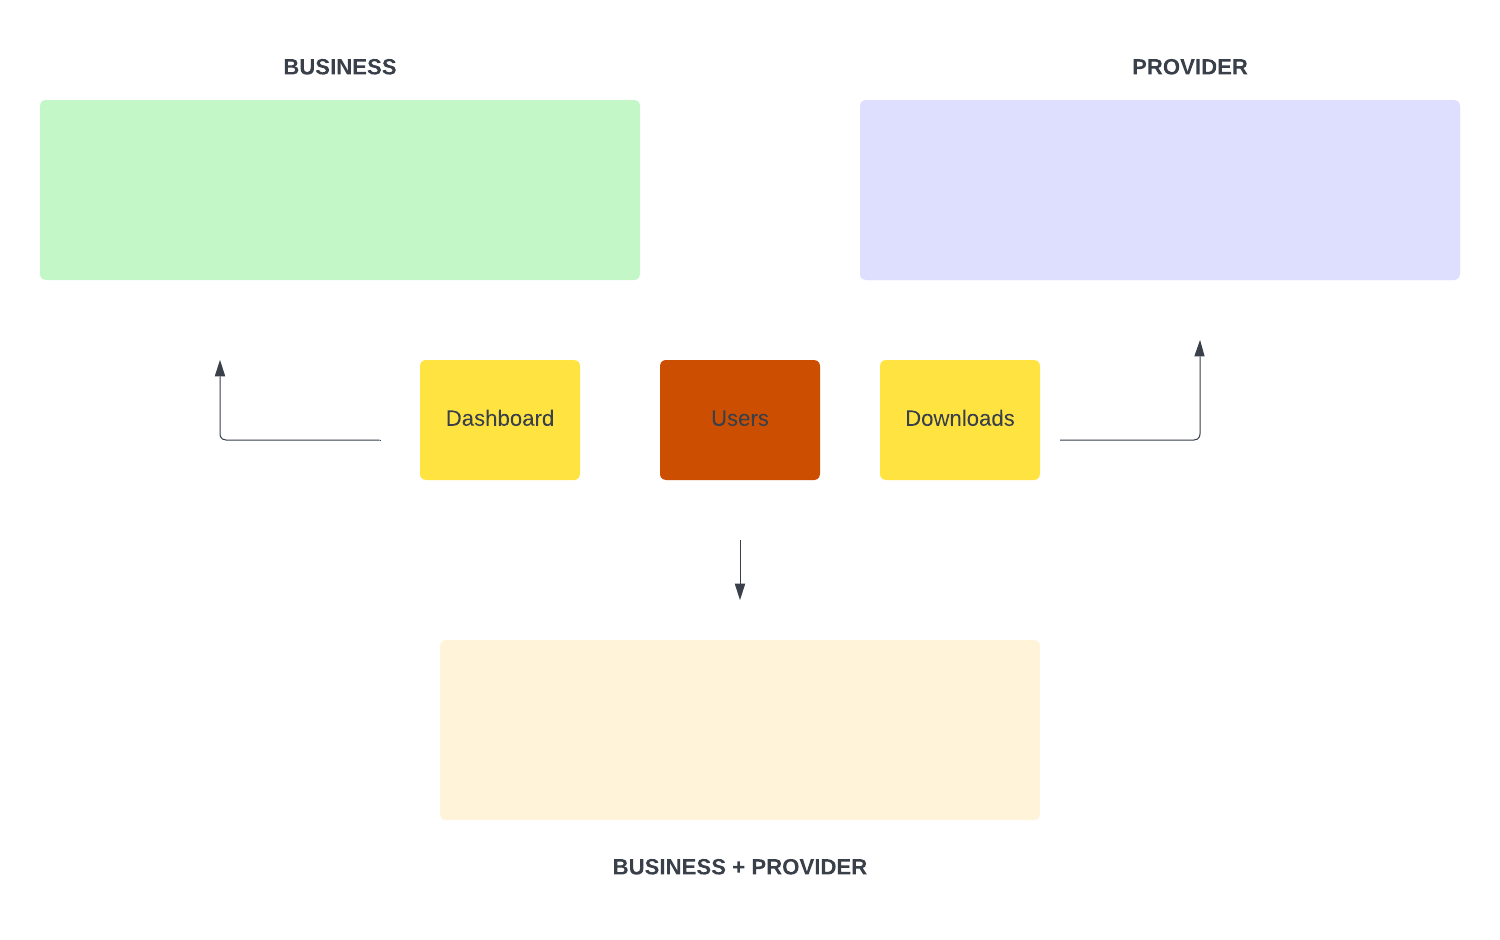 BUSINESS
PROVIDER
Dashboard
Users
Downloads
BUSINESS + PROVIDER